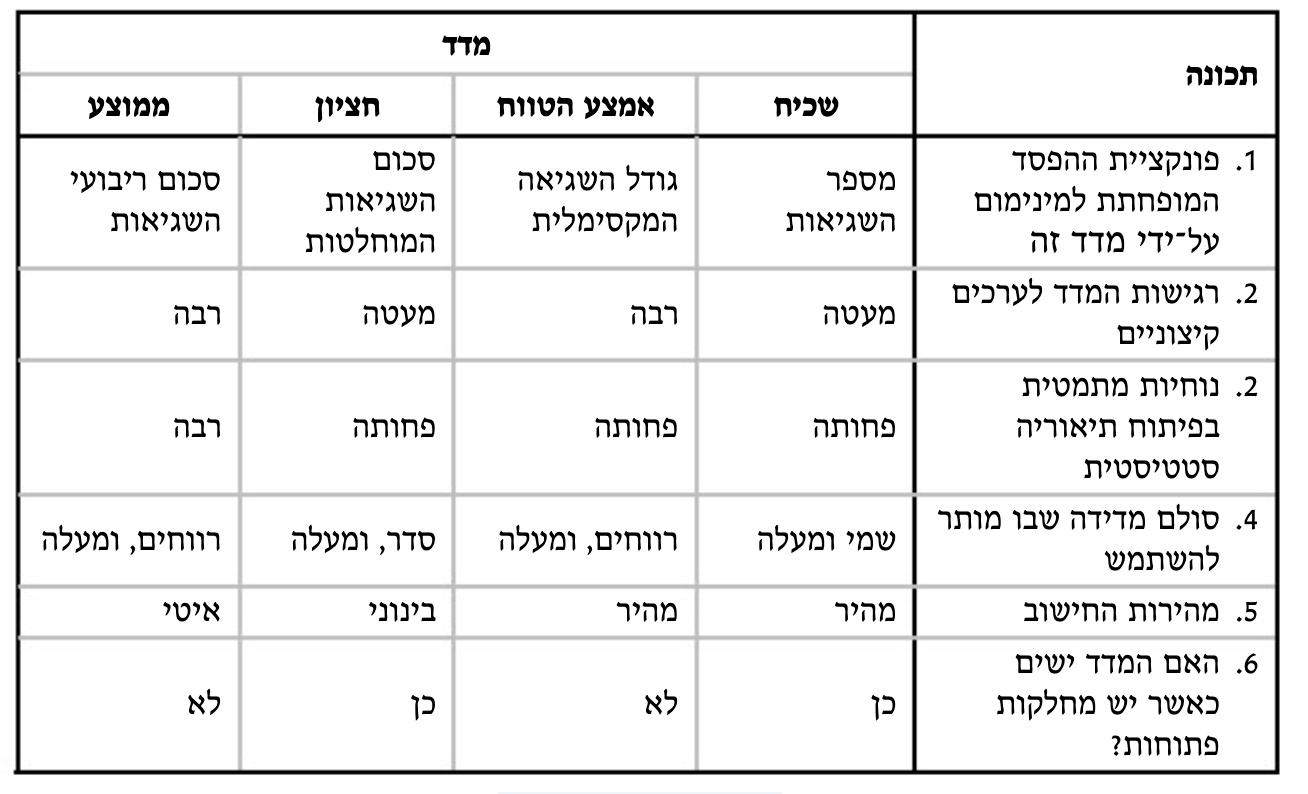 תכונה
מדד
שכיח
אמצע הטווח
חציון
ממוצע
1. פונקציית ההפסד
המופחתת למינימום
על־ידי מדד זה
מספר
השגיאות
גודל השגיאה
המקסימלית
סכום
השגיאות
המוחלטות
סכום ריבועי
השגיאות
2. רגישות המדד לערכים
קיצוניים
מעטה
רבה
מעטה
רבה
2. נוחיות מתמטית
בפיתוח תיאוריה
סטטיסטית
פחותה
פחותה
פחותה
רבה
4. סולם מדידה שבו מותר
להשתמש
שמי ומעלה
רווחים, ומעלה
סדר, ומעלה
רווחים, ומעלה
5. מהירות החישוב
מהיר
מהיר
בינוני
איטי
6. האם המדד ישים
כאשר יש מחלקות
פתוחות?
כן
לא
כן
לא